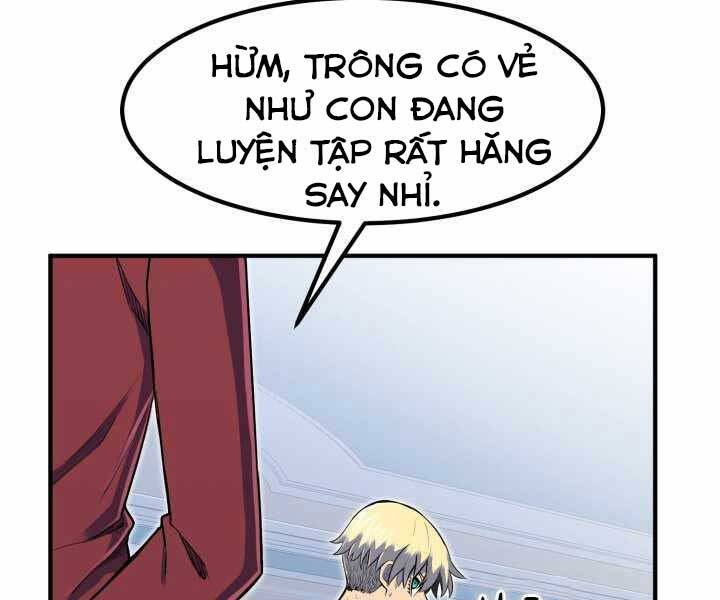 HỪM, TRÔNG CÓ VẺ
NHƯ CON ĐANG
LUYỆN TẬP RẤT HĂNG
SAY NHỈ.